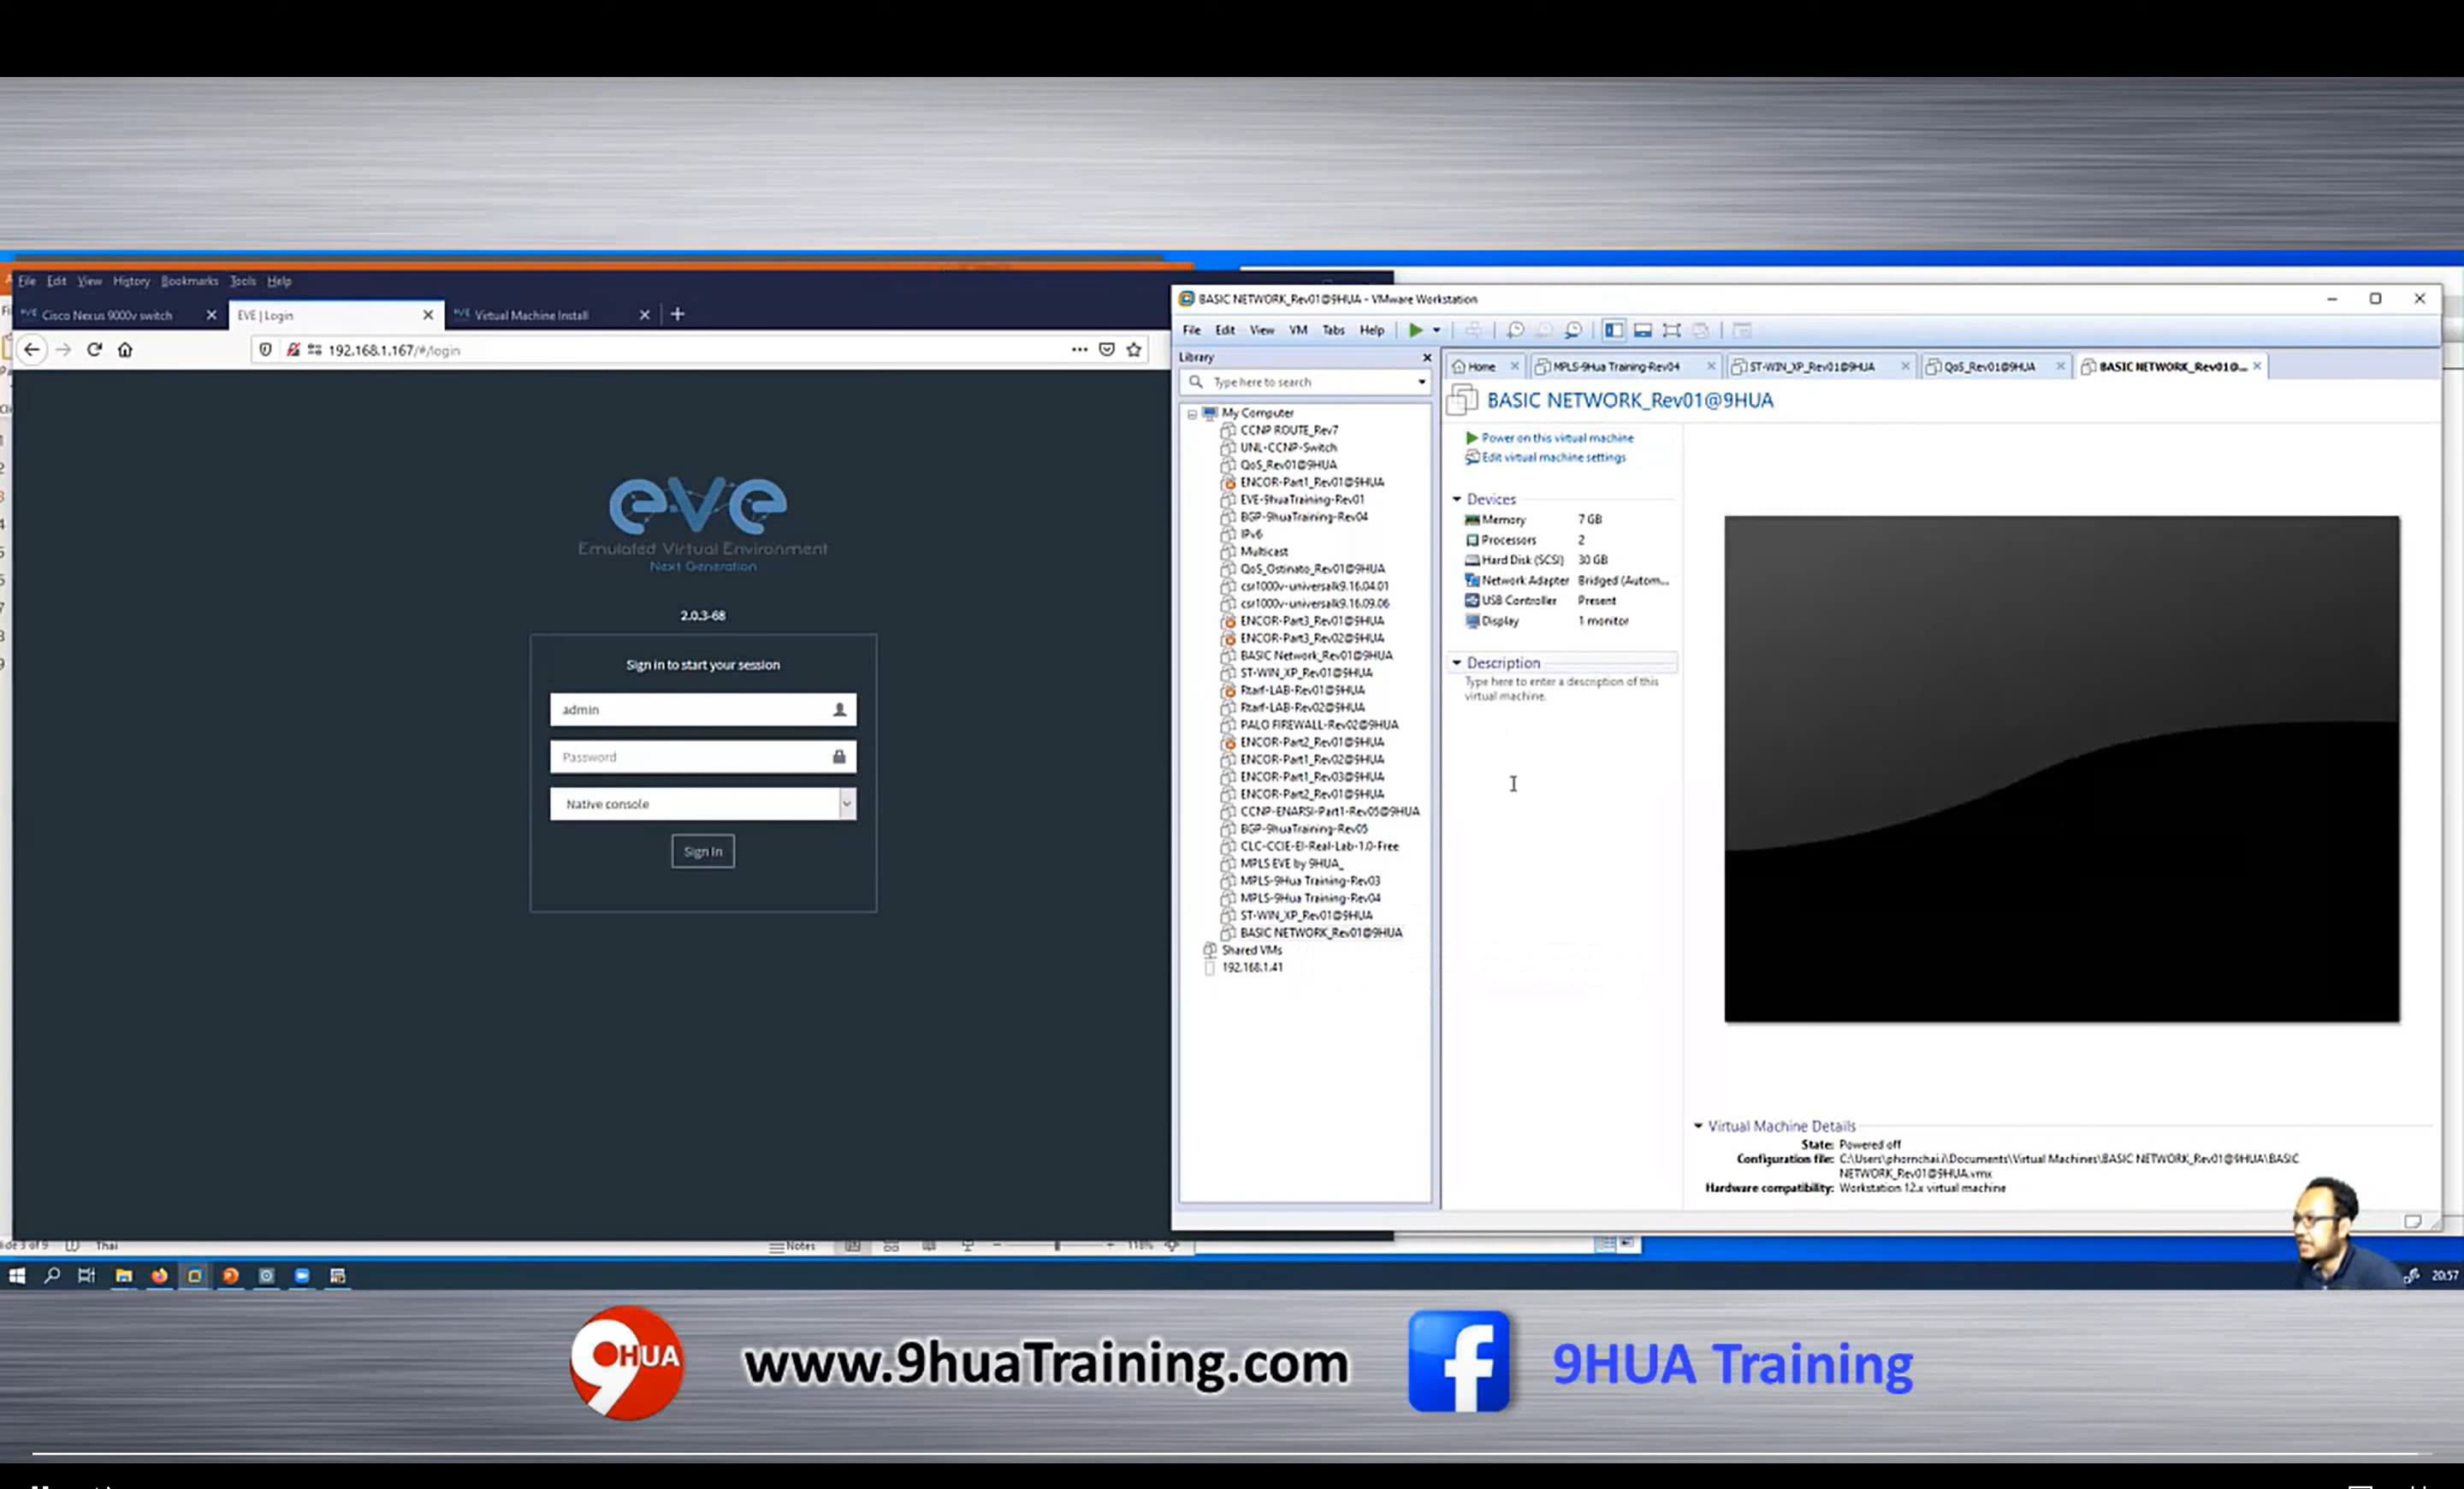 File Edit View History Bookmarks Tools Help
Cisco Nexus 9000v switch
EVE | Login
Virtual Machine Install
192.168.1.167/#/login
eve
Emulated Virtual Environment
Next Generation
2.0.3-68
Sign in to start your session
admin
Password
Native console
Sign In
BASIC NETWORK_Rev01@9HUA - VMware Workstation
File Edit View VM Tabs Help
Library
Type here to search
My Computer
CCNP ROUTE_Rev7
UNL-CCNP-Switch
QoS_Rev01@9HUA
ENCOR-Part1_Rev01@9HUA
EVE-9huaTraining-Rev01
BGP-9huaTraining-Rev04
IPv6
Multicast
QoS_Ostinato_Rev01@9HUA
csr1000v-universalk9.16.04.01
csr1000v-universalk9.16.09.06
ENCOR-Part3_Rev01@9HUA
ENCOR-Part3_Rev02@9HUA
BASIC Network_Rev01@9HUA
ST-WIN_XP_Rev01@9HUA
Rtarf-LAB-Rev01@9HUA
Rtarf-LAB-Rev02@9HUA
PALO FIREWALL-Rev02@9HUA
ENCOR-Part2_Rev01@9HUA
ENCOR-Part1_Rev02@9HUA
ENCOR-Part1_Rev03@9HUA
ENCOR-Part2_Rev01@9HUA
CCNP-ENARSI-Part1-Rev05@9HUA
BGP-9huaTraining-Rev05
CLC-CCIE-EI-Real-Lab-1.0-Free
MPLS EVE by 9HUA_
MPLS-9Hua Training-Rev03
MPLS-9Hua Training-Rev04
ST-WIN_XP_Rev01@9HUA
BASIC NETWORK_Rev01@9HUA
Shared VMs
192.168.1.41
Home
MPLS-9Hua Training-Rev04
ST-WIN_XP_Rev01@9HUA
QoS_Rev01@9HUA
BASIC NETWORK_Rev01@...
BASIC NETWORK_Rev01@9HUA
Power on this virtual machine
Edit virtual machine settings
Devices
Memory 7 GB
Processors 2
Hard Disk (SCSI) 30 GB
Network Adapter Bridged (Autom...
USB Controller Present
Display 1 monitor
Description
Type here to enter a description of this
virtual machine.
Virtual Machine Details
State: Powered off
Configuration file: C:\Users\phornchai.i\Documents\Virtual Machines\BASIC NETWORK_Rev01@9HUA\BASIC
NETWORK_Rev01@9HUA.vmx
Hardware compatibility: Workstation 12.x virtual machine
Thai
Notes
118%
20:57
9HUA
www.9huaTraining.com
9HUA Training